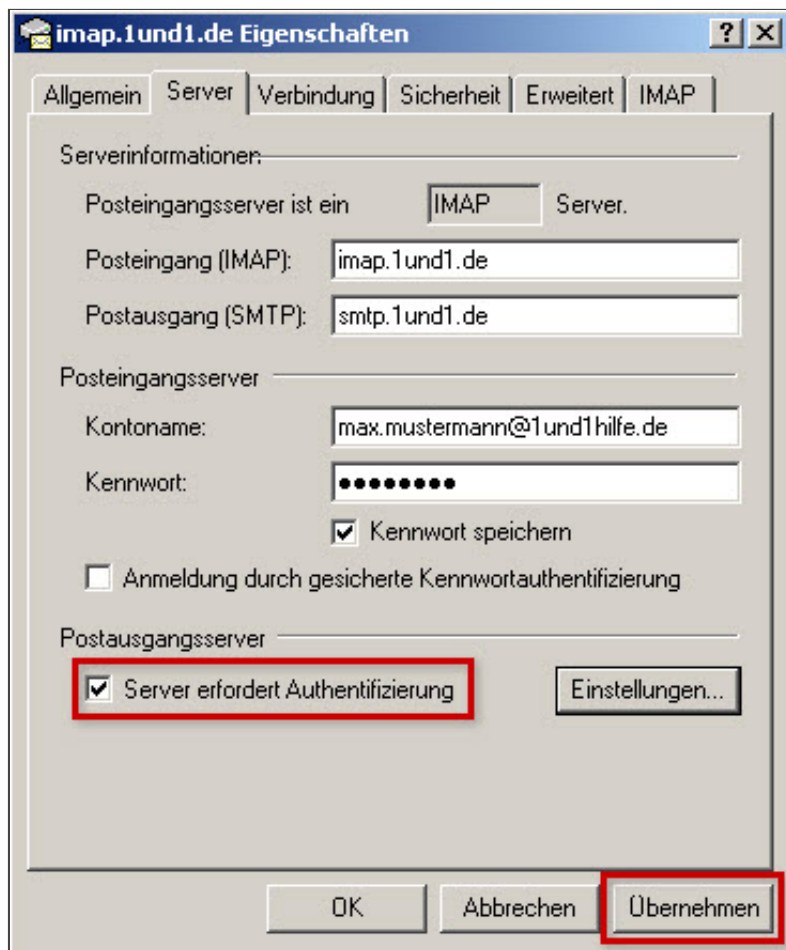 imap.1und1.de Eigenschaften
Allgemein Server Verbindung Sicherheit Erweitert IMAP
Serverinformationen
Posteingangsserver ist ein IMAP Server.
Posteingang (IMAP): imap.1und1.de
Postausgang (SMTP): smtp.1und1.de
Posteingangsserver
Kontoname: max.mustermann@1und1hilfe.de
Kennwort: ●●●●●●●●
Kennwort speichern
Anmeldung durch gesicherte Kennwortauthentifizierung
Postausgangsserver
Server erfordert Authentifizierung Einstellungen...
OK Abbrechen Übernehmen